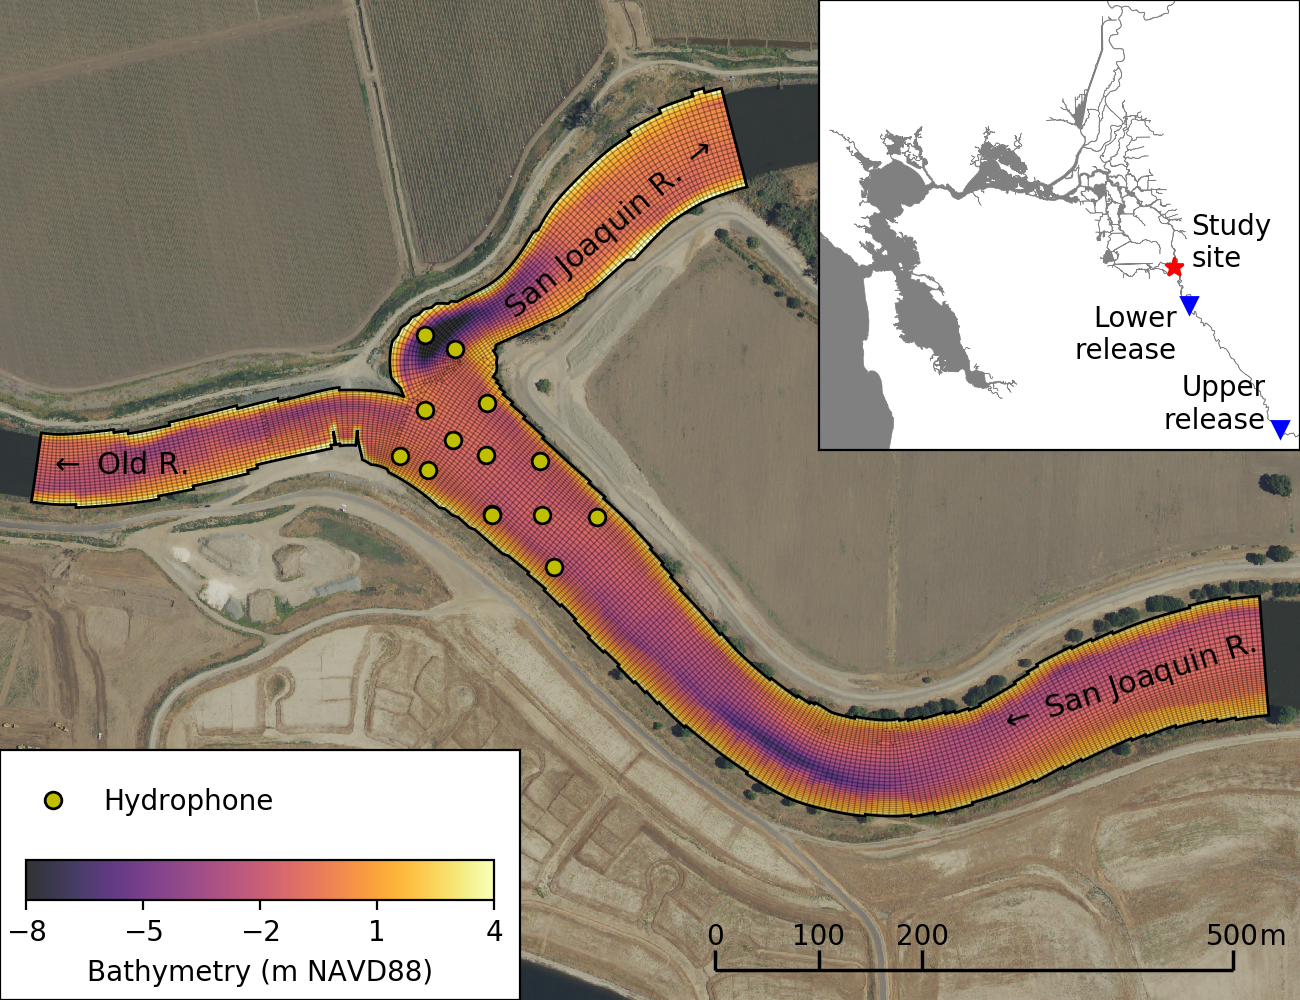 San Joaquin R. →
← Old R.
← San Joaquin R.
Study
site
Lower
release
Upper
release
Hydrophone
−8 −5 −2 1 4
Bathymetry (m NAVD88)
0 100 200 500m